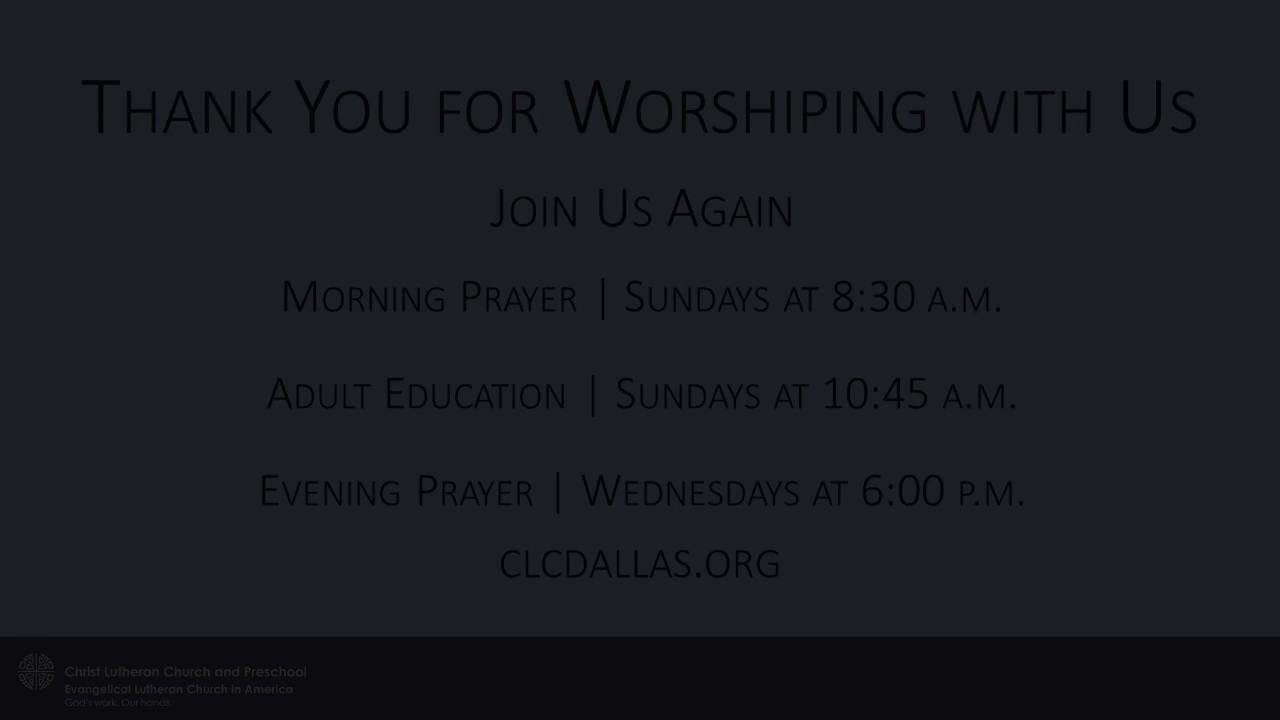 Thank You for Worshiping with Us
Join Us Again
Morning Prayer | Sundays at 8:30 a.m.
Adult Education | Sundays at 10:45 a.m.
Evening Prayer | Wednesdays at 6:00 p.m.
clcdallas.org
Christ Lutheran Church and Preschool
Evangelical Lutheran Church in America
God's work. Our hands.